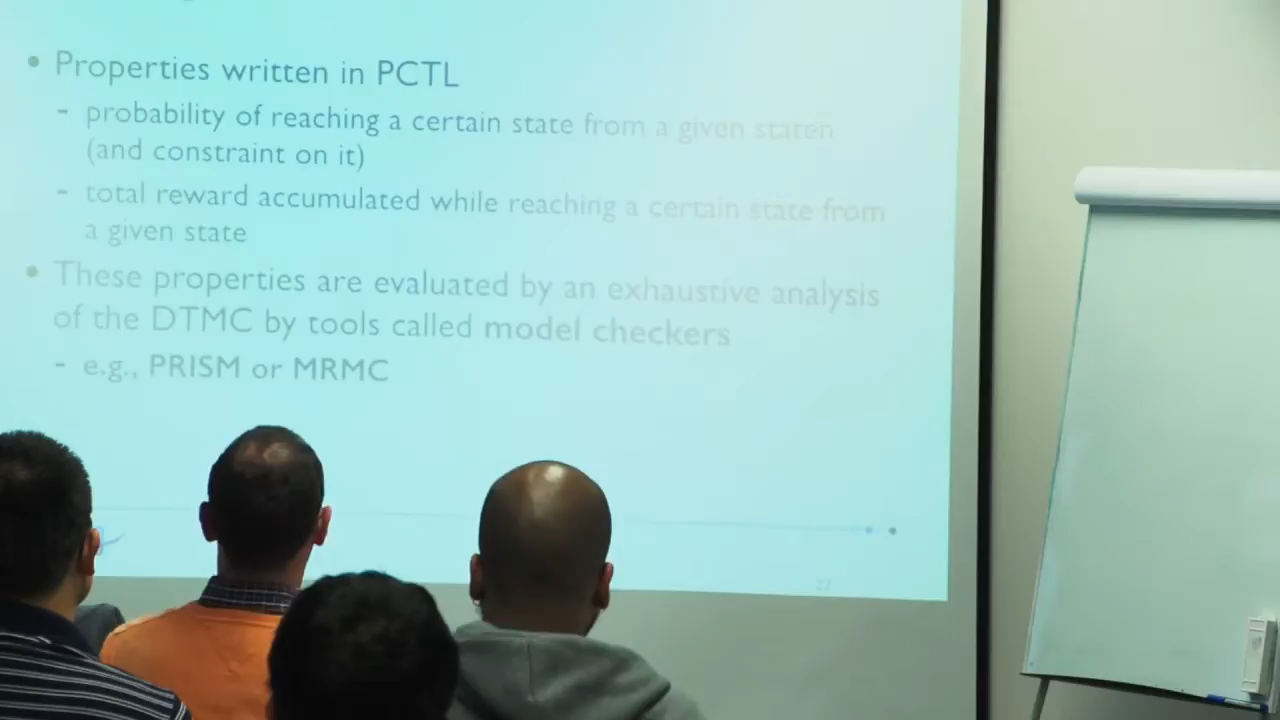 • Properties written in PCTL
- probability of reaching a certain state from a given staten
(and constraint on it)
- total reward accumulated while reaching a certain state from
a given state
• These properties are evaluated by an exhaustive analysis
of the DTMC by tools called model checkers
- e.g., PRISM or MRMC
22